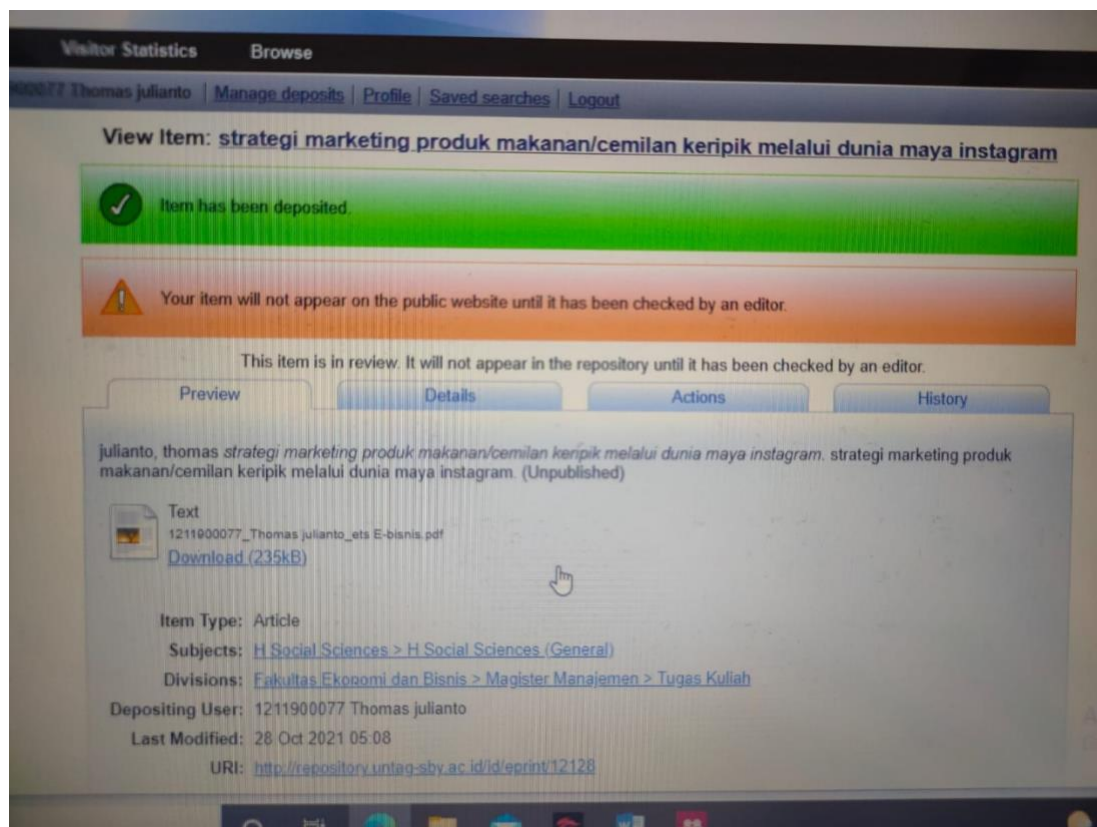 Visitor Statistics Browse
Thomas julianto | Manage deposits | Profile | Saved searches | Logout
View Item: strategi marketing produk makanan/cemilan keripik melalui dunia maya instagram
Item has been deposited.
Your item will not appear on the public website until it has been checked by an editor.
This item is in review. It will not appear in the repository until it has been checked by an editor.
Preview Details Actions History
julianto, thomas strategi marketing produk makanan/cemilan keripik melalui dunia maya instagram. strategi marketing produk
makanan/cemilan keripik melalui dunia maya instagram. (Unpublished)
Text
1211900077_Thomas julianto_ets E-bisnis.pdf
Download (235kB)
Item Type: Article
Subjects: H Social Sciences > H Social Sciences (General)
Divisions: Fakultas Ekonomi dan Bisnis > Magister Manajemen > Tugas Kuliah
Depositing User: 1211900077 Thomas julianto
Last Modified: 28 Oct 2021 05:08
URI: http://repository.untag-sby.ac.id/id/eprint/12128